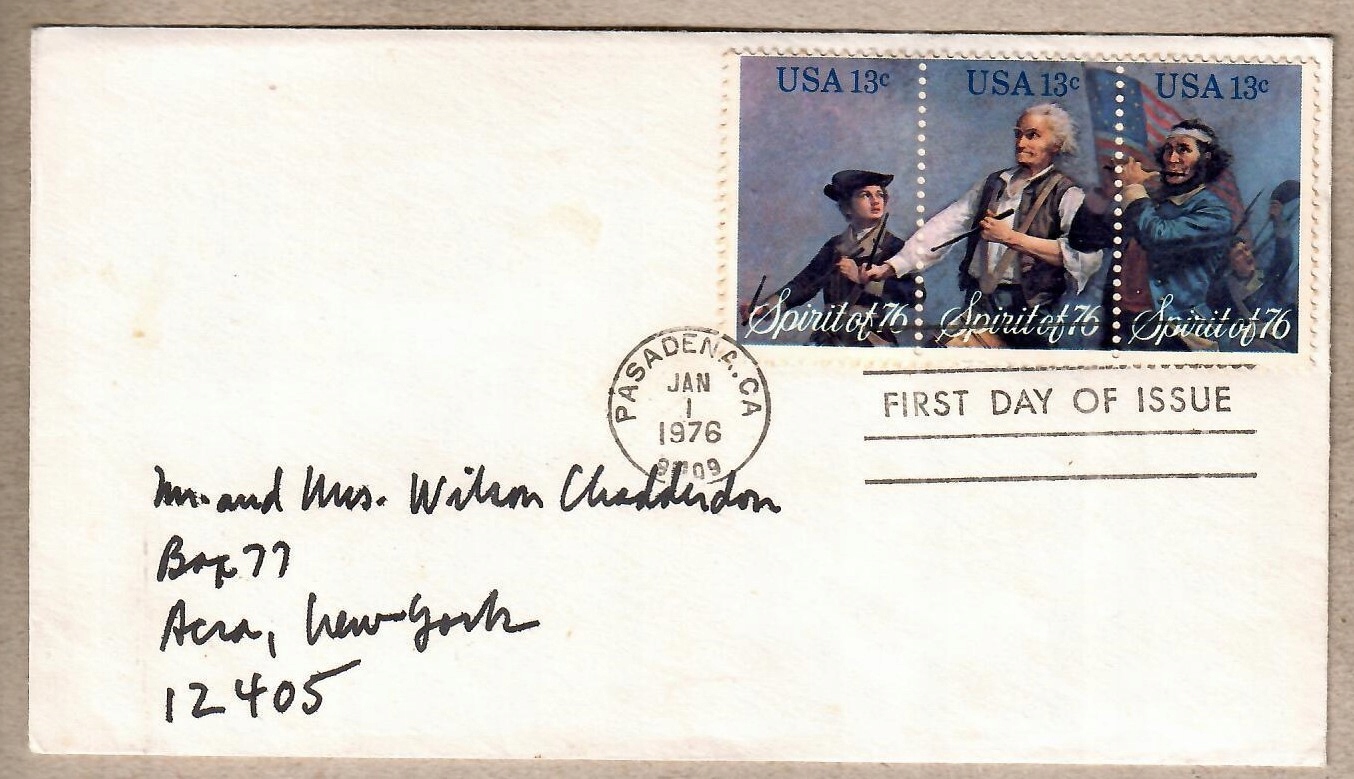 USA 13c USA 13c USA 13c
Spirit of 76 Spirit of 76 Spirit of 76
PASADENA, CA
JAN
1
1976
91109
FIRST DAY OF ISSUE
Mr. and Mrs. Wilson Chadderdon
Box 77
Acra, New York
12405